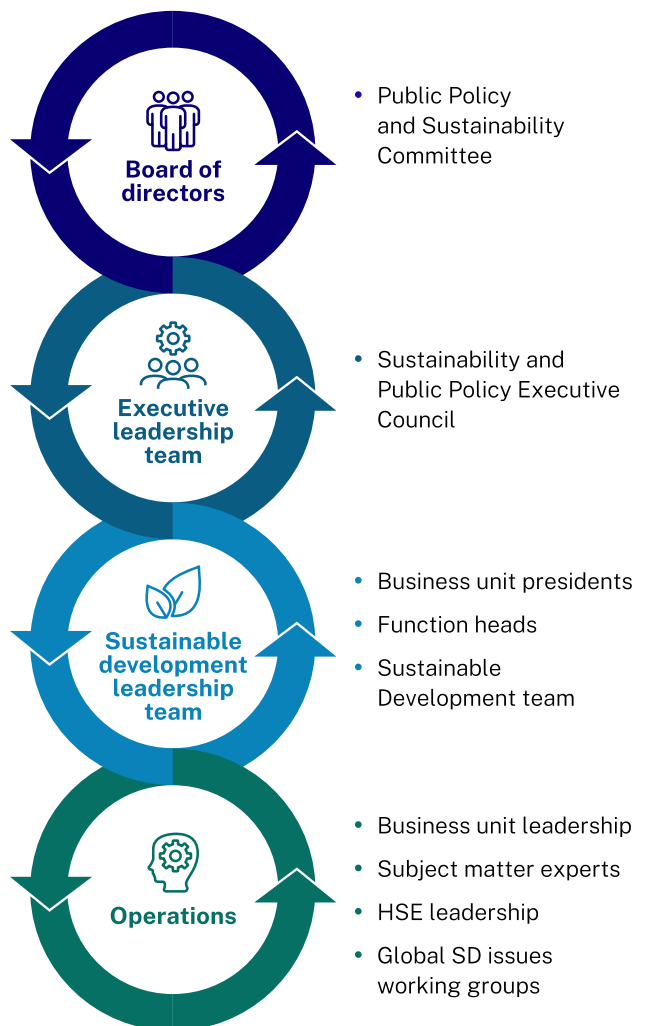 Board of
directors
• Public Policy
and Sustainability
Committee
Executive
leadership
team
• Sustainability and
Public Policy Executive
Council
Sustainable
development
leadership
team
• Business unit presidents
• Function heads
• Sustainable
Development team
Operations
• Business unit leadership
• Subject matter experts
• HSE leadership
• Global SD issues
working groups